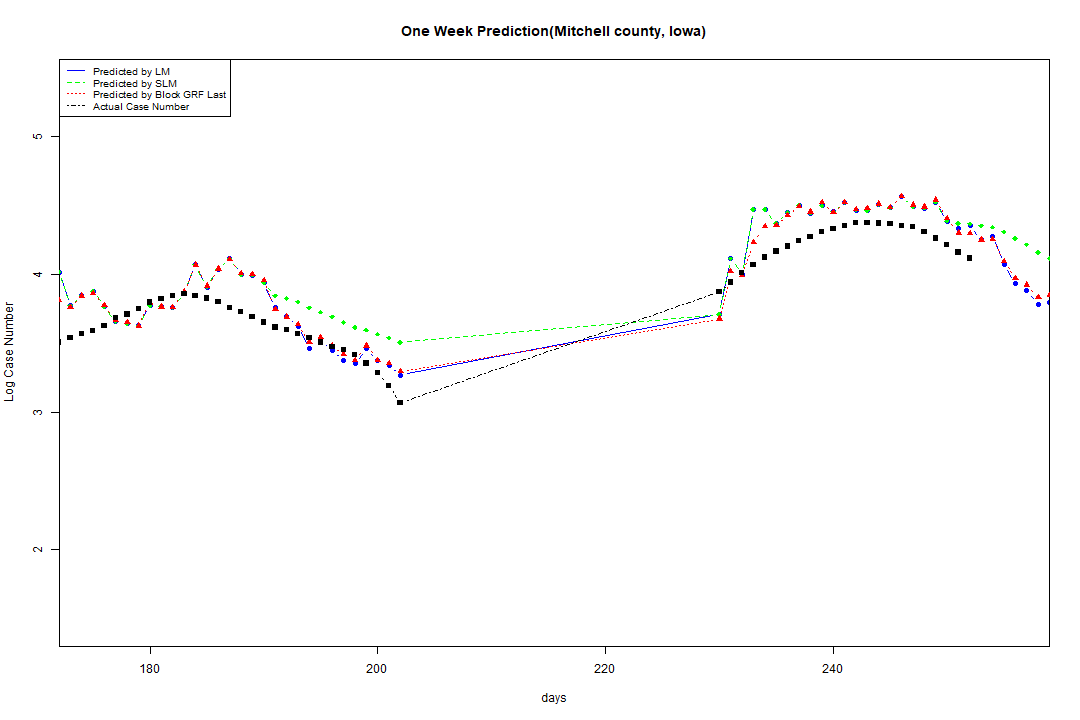 One Week Prediction(Mitchell county, Iowa)
Predicted by LM
Predicted by SLM
Predicted by Block GRF Last
Actual Case Number
5
4
3
2
Log Case Number
180 200 220 240
days